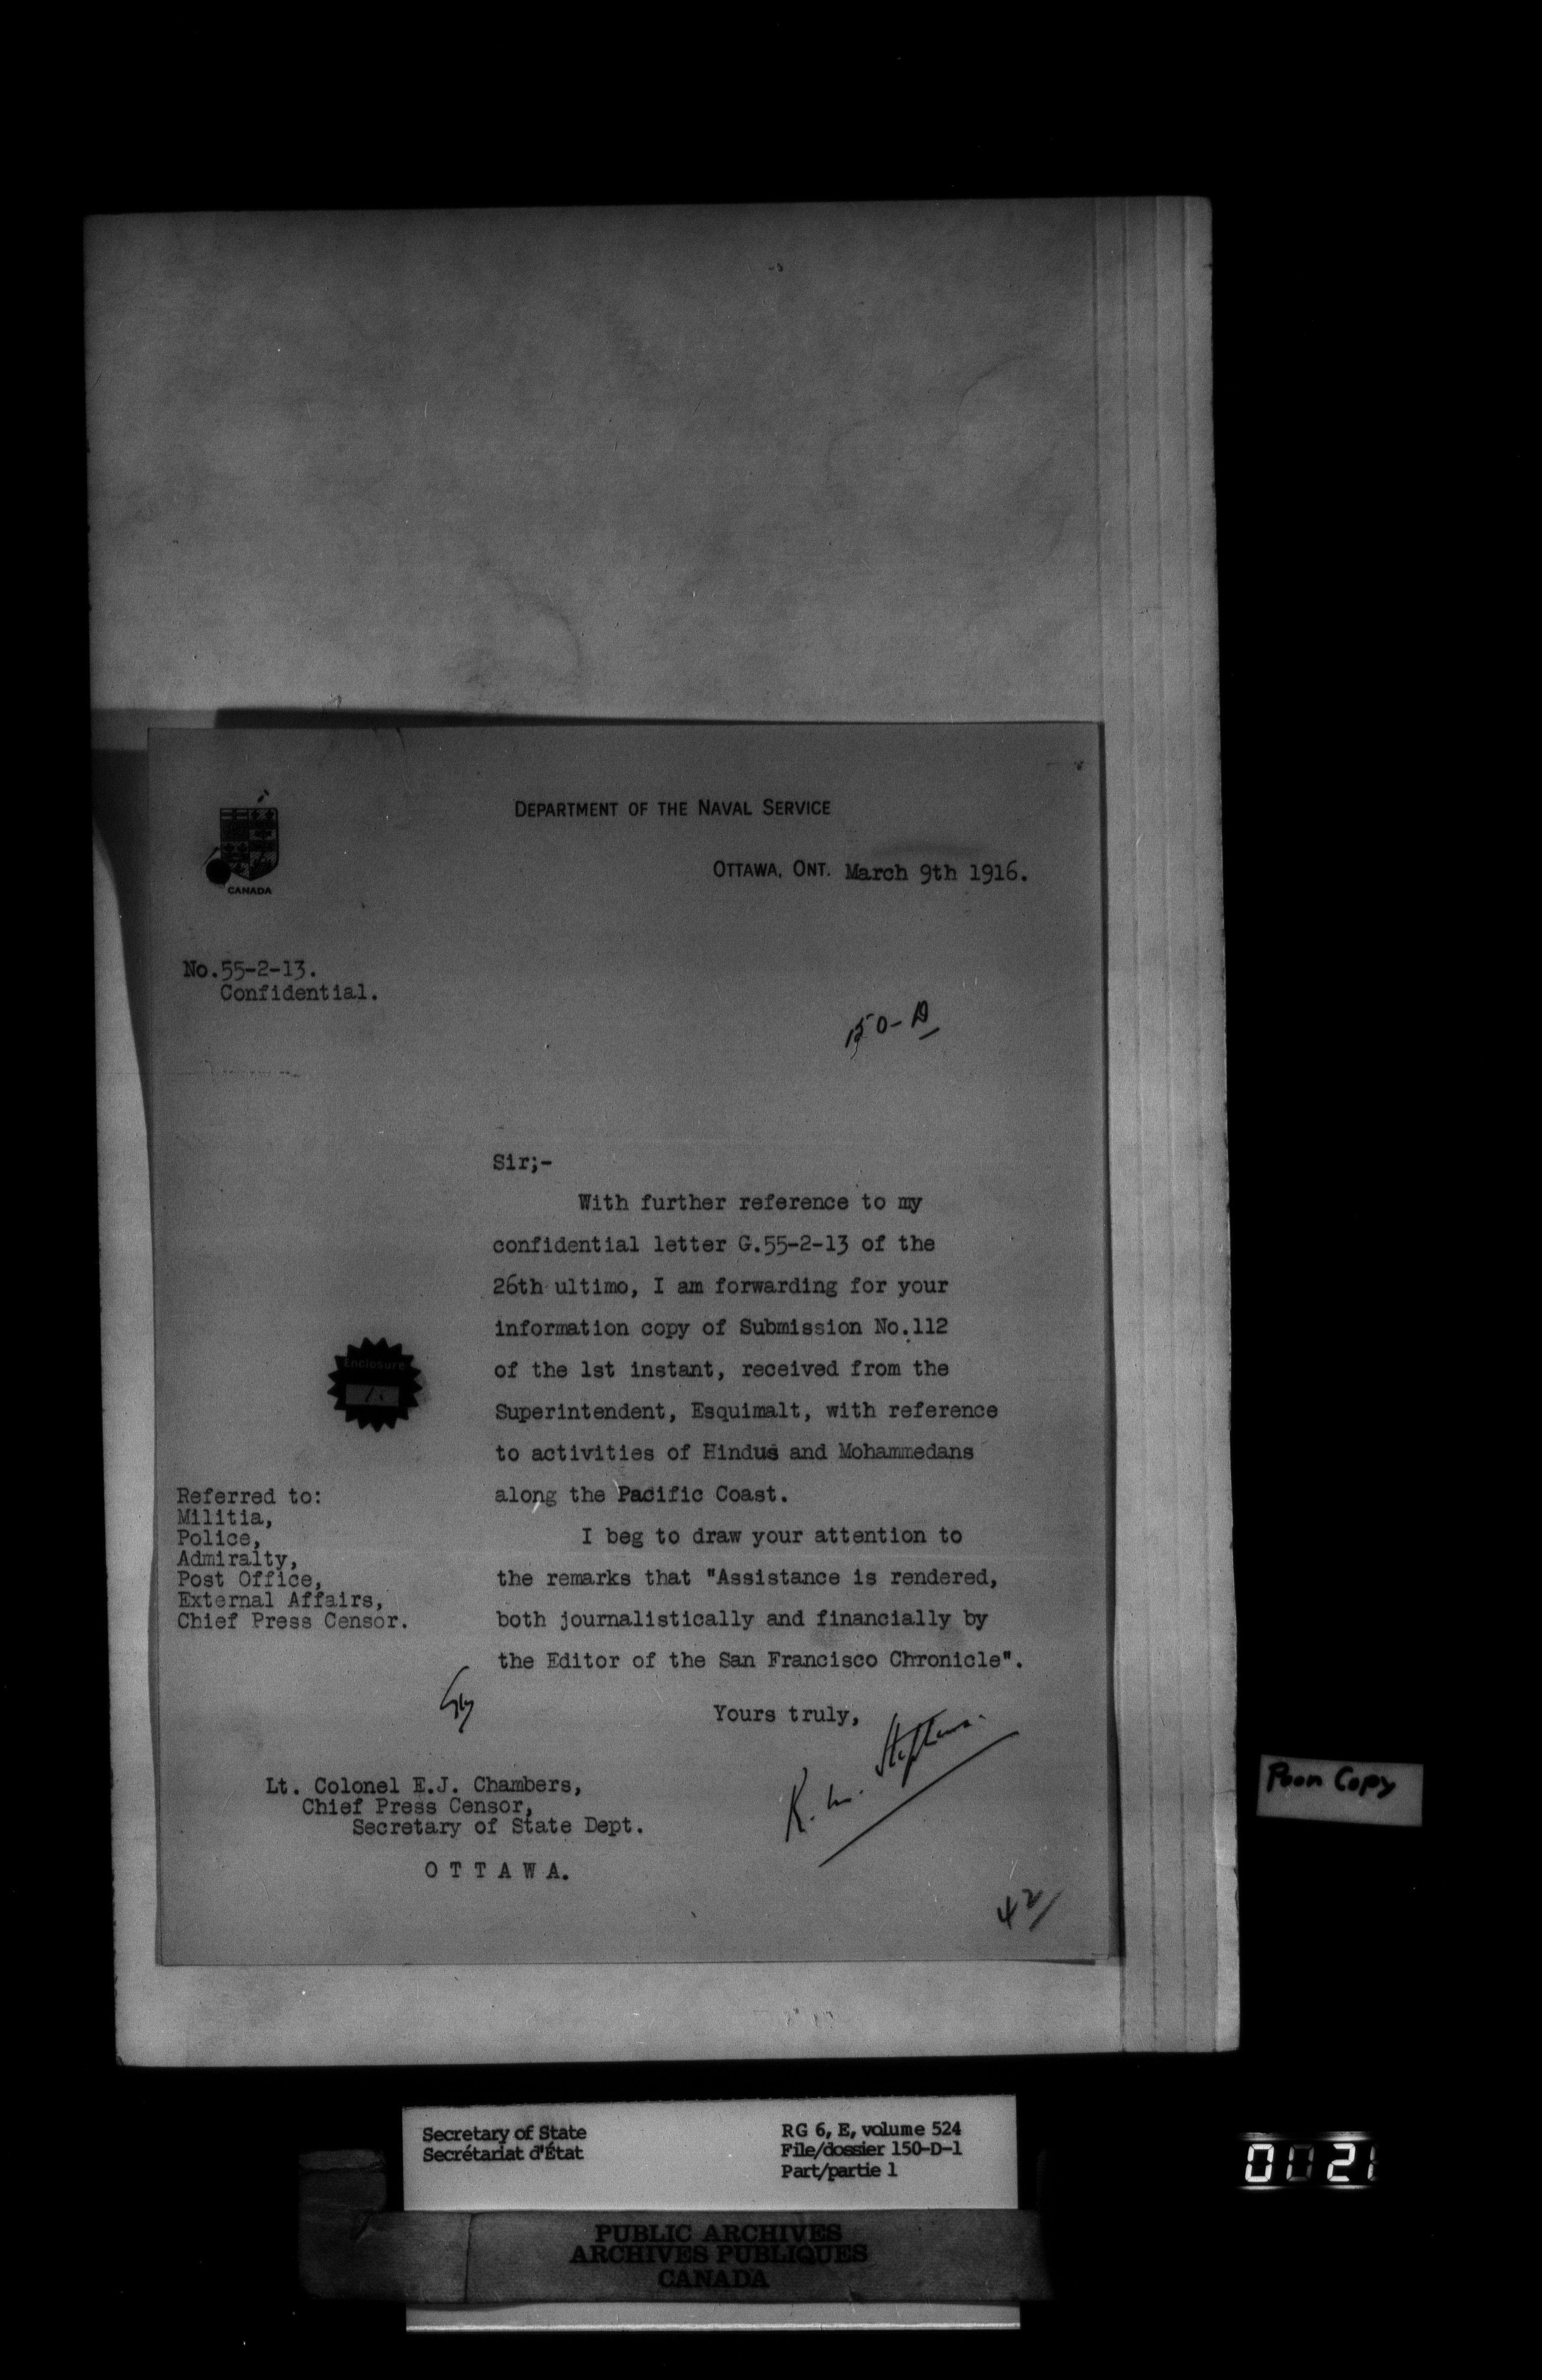 DEPARTMENT OF THE NAVAL SERVICE
CANADA
OTTAWA, ONT. March 9th 1916.
No.55-2-13.
Confidential.
150-D
Sir;-
With further reference to my
confidential letter G.55-2-13 of the
26th ultimo, I am forwarding for your
information copy of Submission No.112
of the 1st instant, received from the
Superintendent, Esquimalt, with reference
to activities of Hindus and Mohammedans
along the Pacific Coast.
Enclosure
1.
Referred to:
Militia,
Police,
Admiralty,
Post Office,
External Affairs,
Chief Press Censor.
I beg to draw your attention to
the remarks that "Assistance is rendered,
both journalistically and financially by
the Editor of the San Francisco Chronicle".
Yours truly,
Lt. Colonel E.J. Chambers,
Chief Press Censor,
Secretary of State Dept.
O T T A W A.
42
Poor Copy
Secretary of State
Secrétariat d'État
RG 6, E, volume 524
File/dossier 150-D-1
Part/partie 1
PUBLIC ARCHIVES
ARCHIVES PUBLIQUES
CANADA
0021